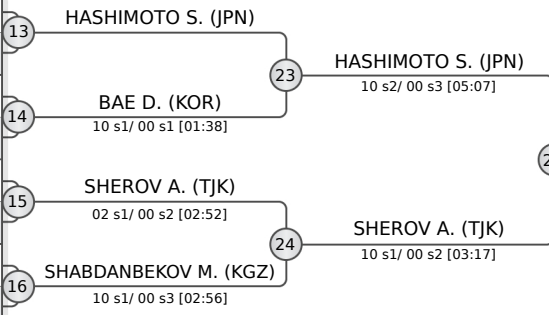 HASHIMOTO S. (JPN)
13
23
HASHIMOTO S. (JPN)
10 s2/ 00 s3 [05:07]
BAE D. (KOR)
14
10 s1/ 00 s1 [01:38]
SHEROV A. (TJK)
15
02 s1/ 00 s2 [02:52]
24
SHEROV A. (TJK)
10 s1/ 00 s2 [03:17]
SHABDANBEKOV M. (KGZ)
16
10 s1/ 00 s3 [02:56]